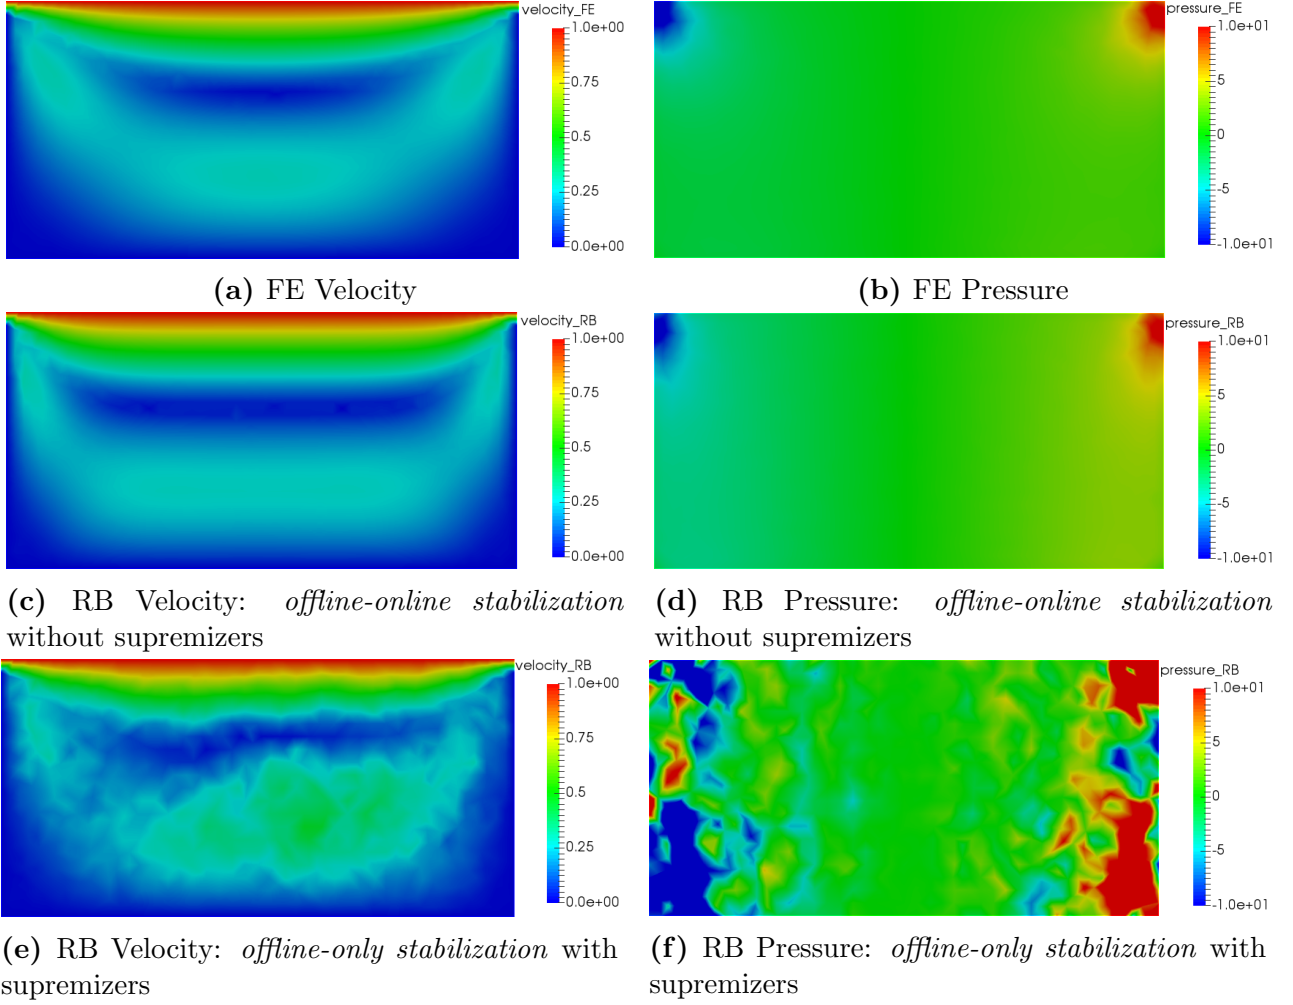 velocity_FE
1.0e+00
0.75
0.5
0.25
0.0e+00
pressure_FE
1.0e+01
5
0
-5
-1.0e+01
(a) FE Velocity
(b) FE Pressure
velocity_RB
1.0e+00
0.75
0.5
0.25
0.0e+00
pressure_RB
1.0e+01
5
0
-5
-1.0e+01
(c) RB Velocity: offline-online stabilization
without supremizers
(d) RB Pressure: offline-online stabilization
without supremizers
velocity_RB
1.0e+00
0.75
0.5
0.25
0.0e+00
pressure_RB
1.0e+01
5
0
-5
-1.0e+01
(e) RB Velocity: offline-only stabilization with
supremizers
(f) RB Pressure: offline-only stabilization with
supremizers